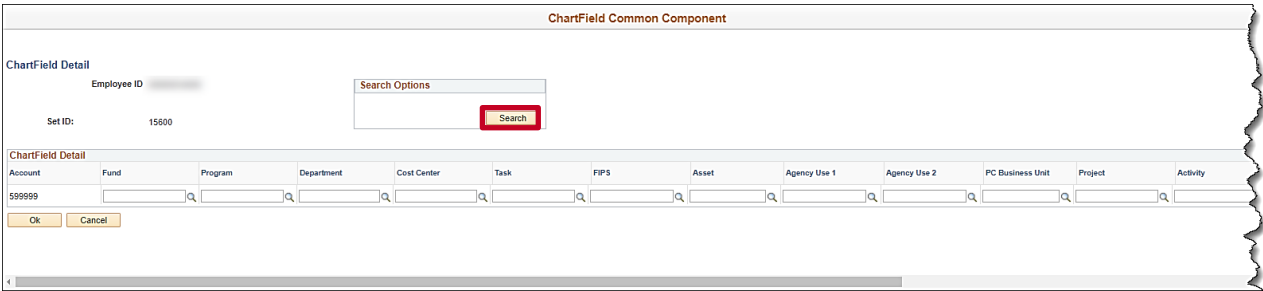 ChartField Common Component
ChartField Detail
Employee ID
Search Options
Search
Set ID: 15600
ChartField Detail
Account Fund Program Department Cost Center Task FIPS Asset Agency Use 1 Agency Use 2 PC Business Unit Project Activity
599999
Ok Cancel